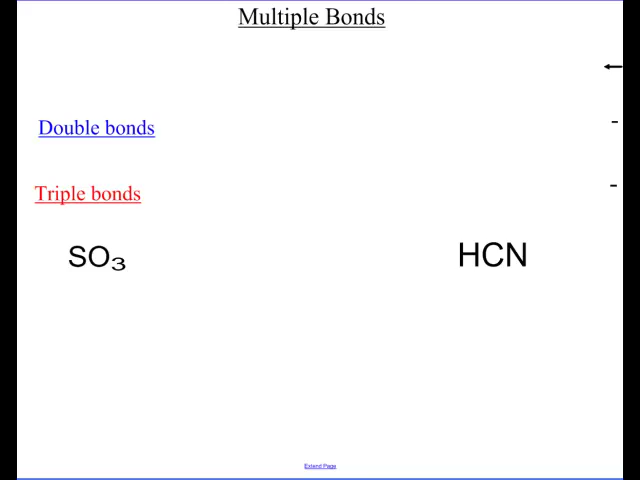 Multiple Bonds
Double bonds
Triple bonds
SO₃
HCN
Extend Page